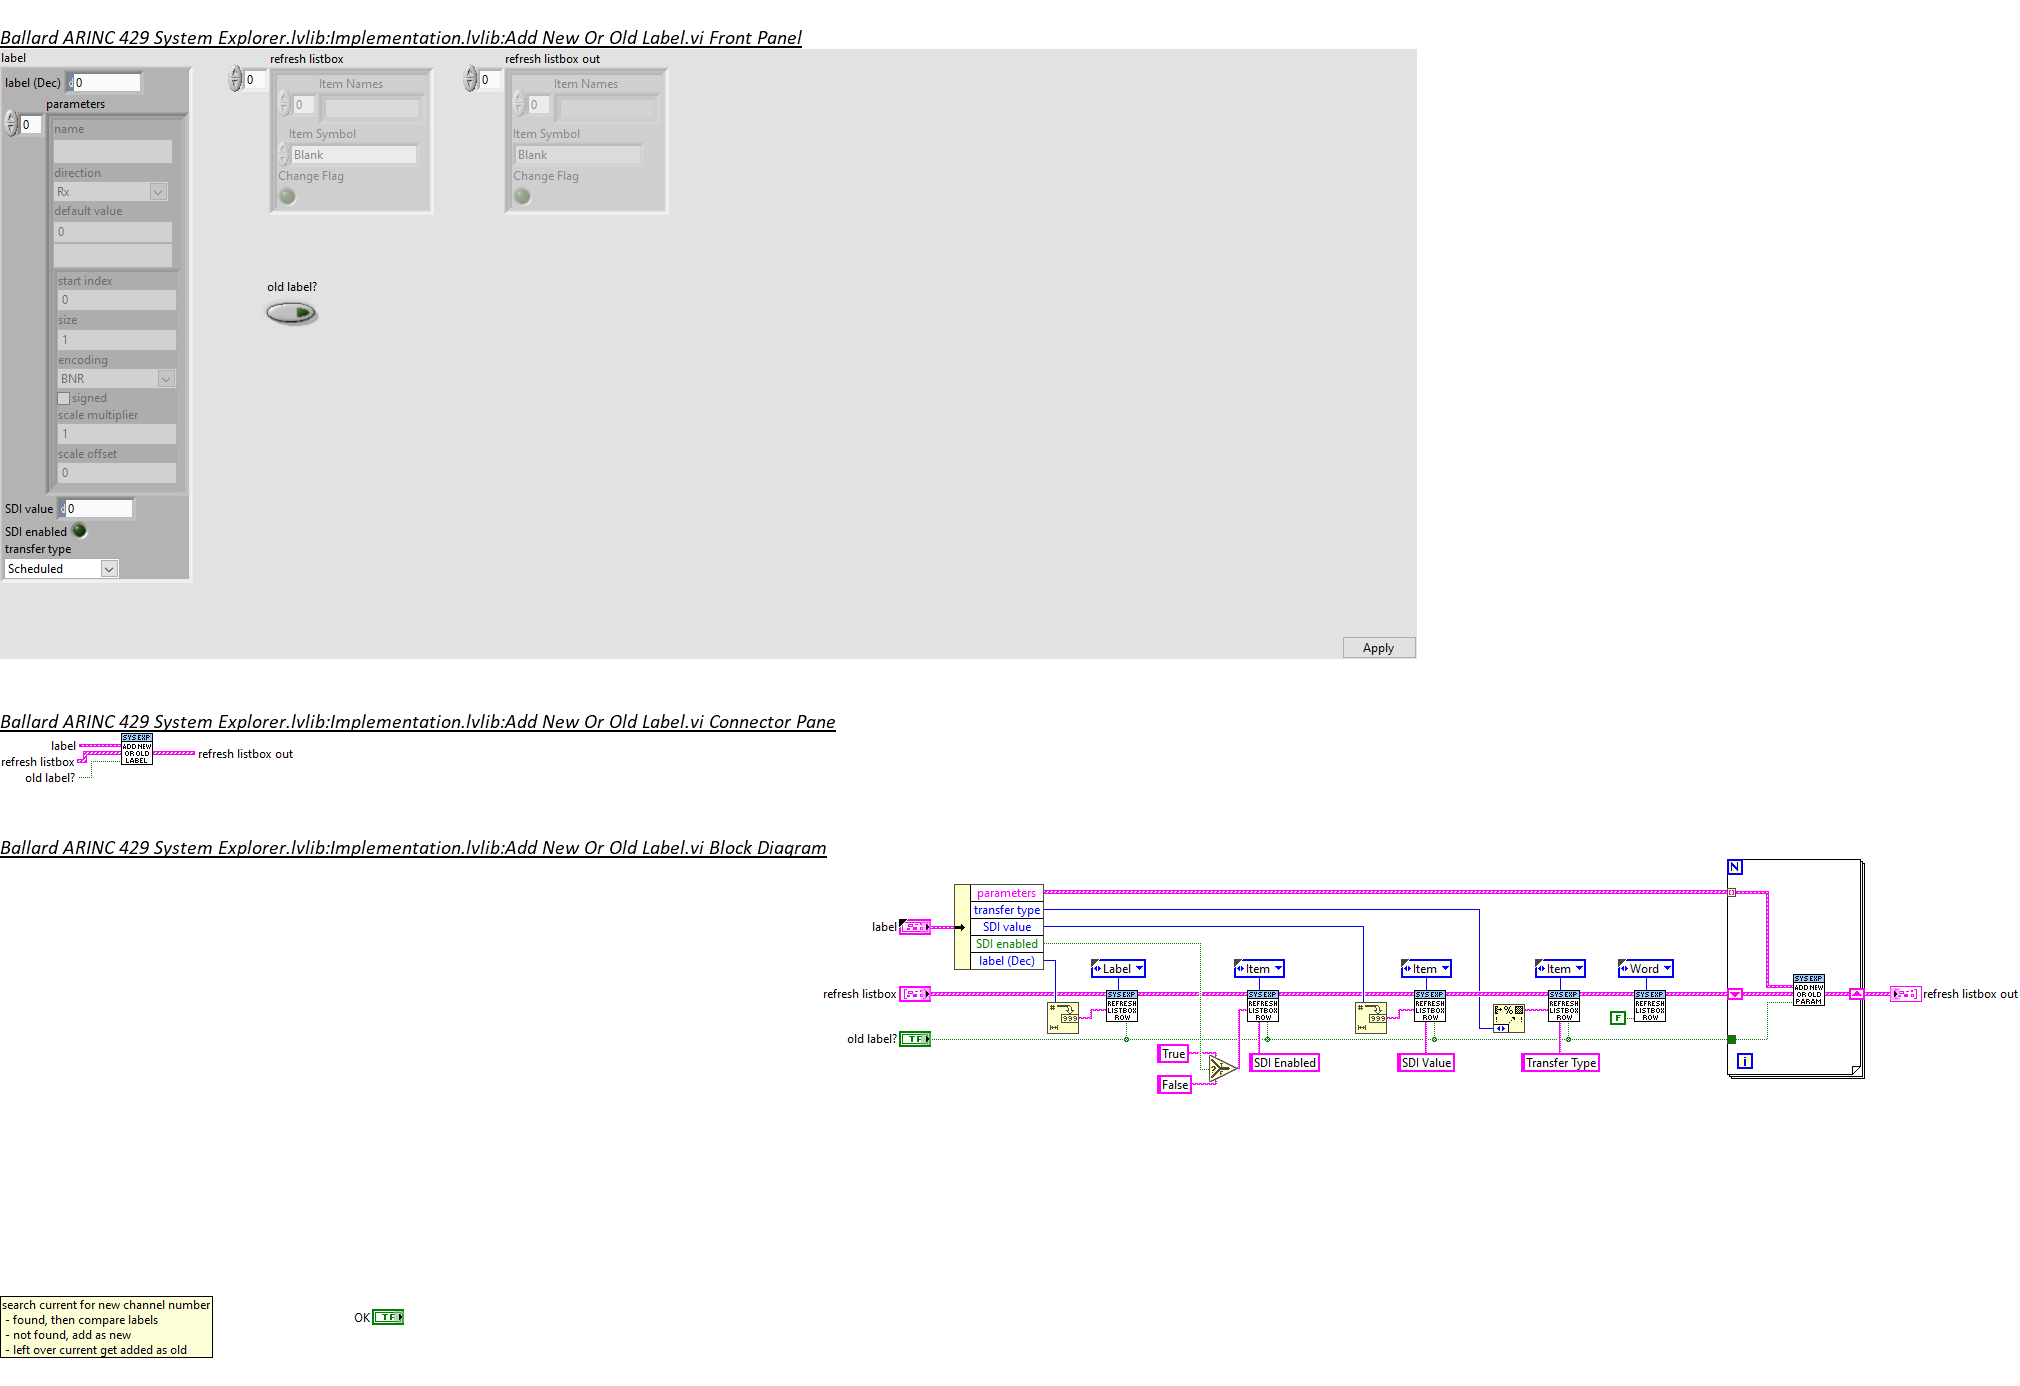 Ballard ARINC 429 System Explorer.lvlib:Implementation.lvlib:Add New Or Old Label.vi Front Panel
label
label (Dec) d 0
parameters
0
name
direction
Rx
default value
0
start index
0
size
1
encoding
BNR
signed
scale multiplier
1
scale offset
0
SDI value d 0
SDI enabled
transfer type
Scheduled
refresh listbox
0
Item Names
0
Item Symbol
Blank
Change Flag
refresh listbox out
0
Item Names
0
Item Symbol
Blank
Change Flag
old label?
Apply
Ballard ARINC 429 System Explorer.lvlib:Implementation.lvlib:Add New Or Old Label.vi Connector Pane
label
refresh listbox
old label?
SYS EXP
ADD NEW
OR OLD
LABEL
refresh listbox out
Ballard ARINC 429 System Explorer.lvlib:Implementation.lvlib:Add New Or Old Label.vi Block Diagram
label
parameters
transfer type
SDI value
SDI enabled
label (Dec)
refresh listbox
old label?
TF
Label
SYS EXP
REFRESH
LISTBOX
ROW
#
999
True
False
?
T
F
Item
SYS EXP
REFRESH
LISTBOX
ROW
SDI Enabled
#
999
Item
SYS EXP
REFRESH
LISTBOX
ROW
SDI Value
%
Item
SYS EXP
REFRESH
LISTBOX
ROW
Transfer Type
Word
SYS EXP
REFRESH
LISTBOX
ROW
F
N
i
SYS EXP
ADD NEW
OR OLD
PARAM
refresh listbox out
search current for new channel number
- found, then compare labels
- not found, add as new
- left over current get added as old
OK TF